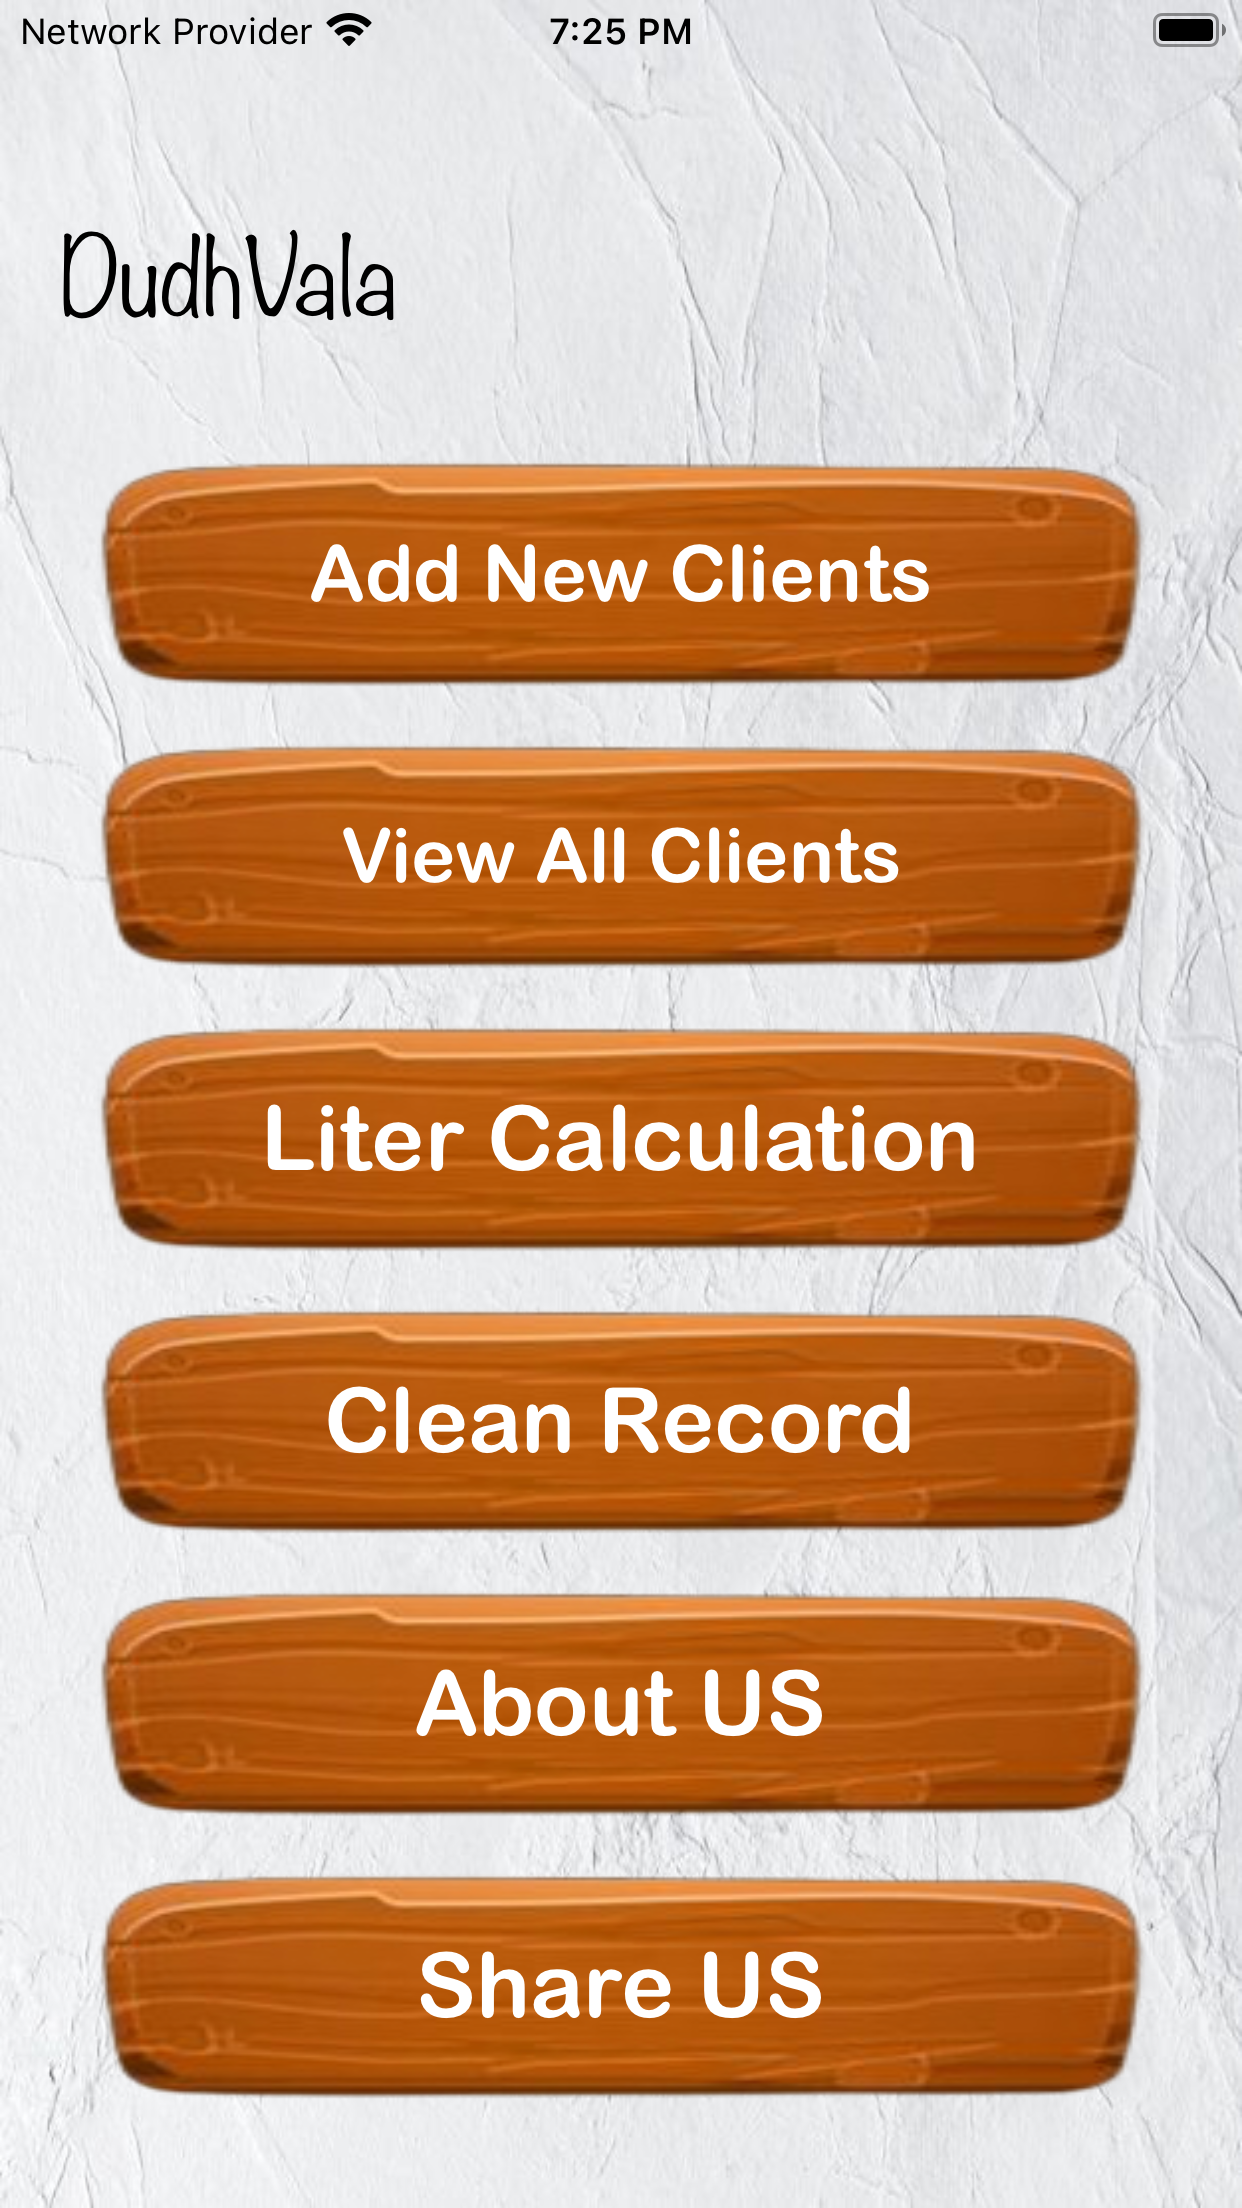 Network Provider 7:25 PM
DudhVala
Add New Clients
View All Clients
Liter Calculation
Clean Record
About US
Share US